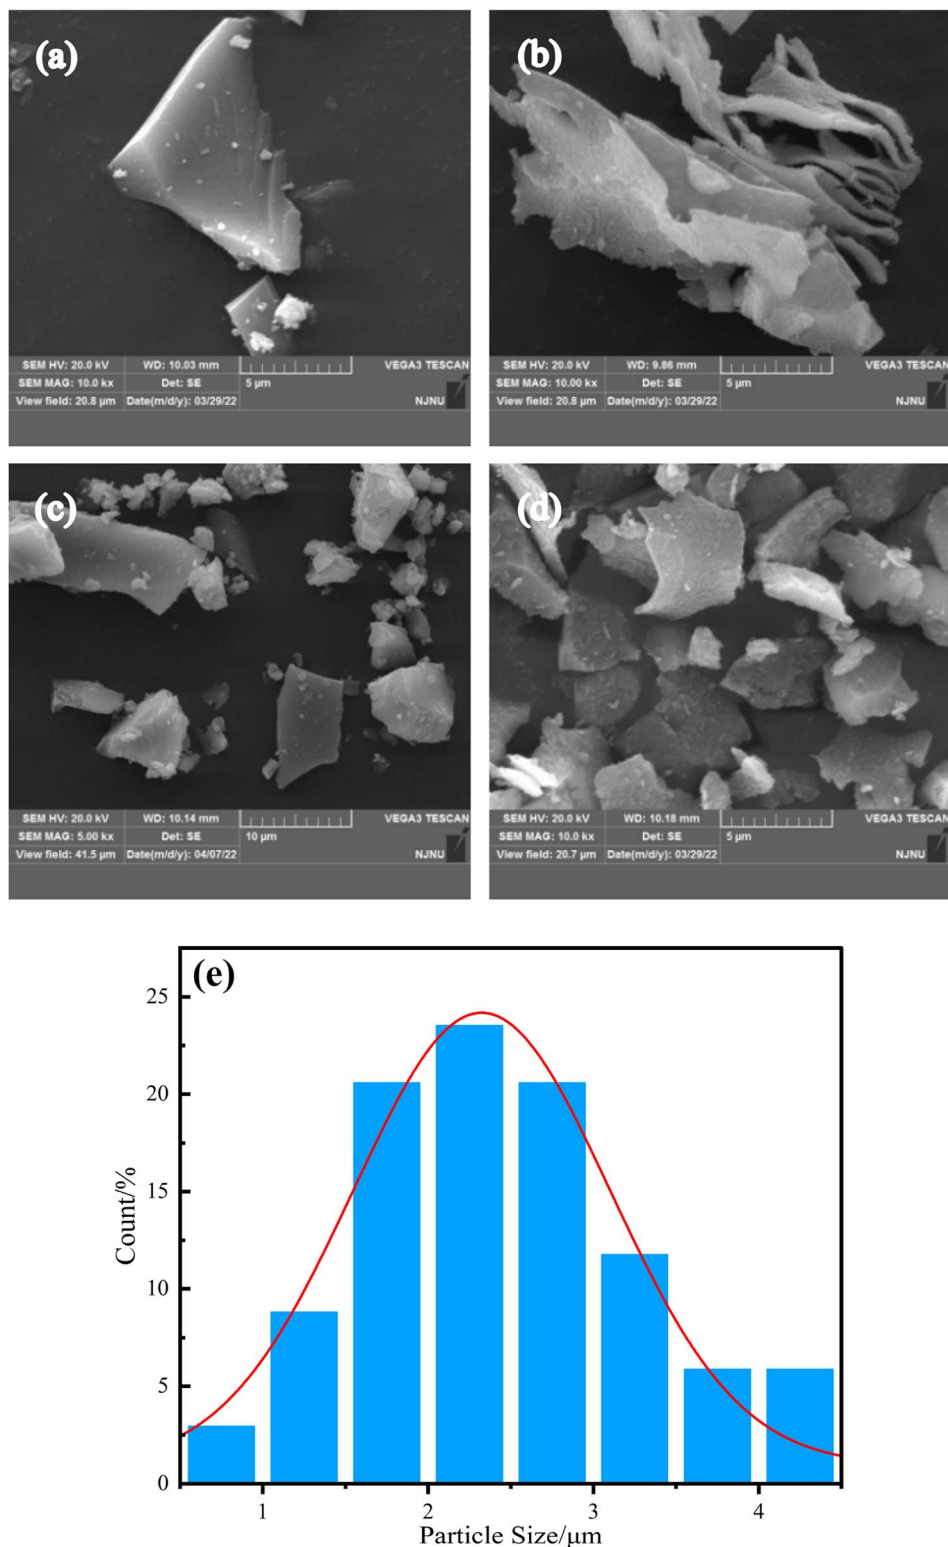 (a)
SEM HV: 20.0 kV WD: 10.03 mm VEGA3 TESCAN
SEM MAG: 10.0 kx Det: SE 5 μm
View field: 20.8 μm Date(m/d/y): 03/29/22 NJNU
(b)
SEM HV: 20.0 kV WD: 9.86 mm VEGA3 TESCAN
SEM MAG: 10.00 kx Det: SE 5 μm
View field: 20.8 μm Date(m/d/y): 03/29/22 NJNU
(c)
SEM HV: 20.0 kV WD: 10.14 mm VEGA3 TESCAN
SEM MAG: 5.00 kx Det: SE 10 μm
View field: 41.5 μm Date(m/d/y): 04/07/22 NJNU
(d)
SEM HV: 20.0 kV WD: 10.18 mm VEGA3 TESCAN
SEM MAG: 10.0 kx Det: SE 5 μm
View field: 20.7 μm Date(m/d/y): 03/29/22 NJNU
(e)
25
20
15
10
5
0
Count/%
1 2 3 4
Particle Size/μm